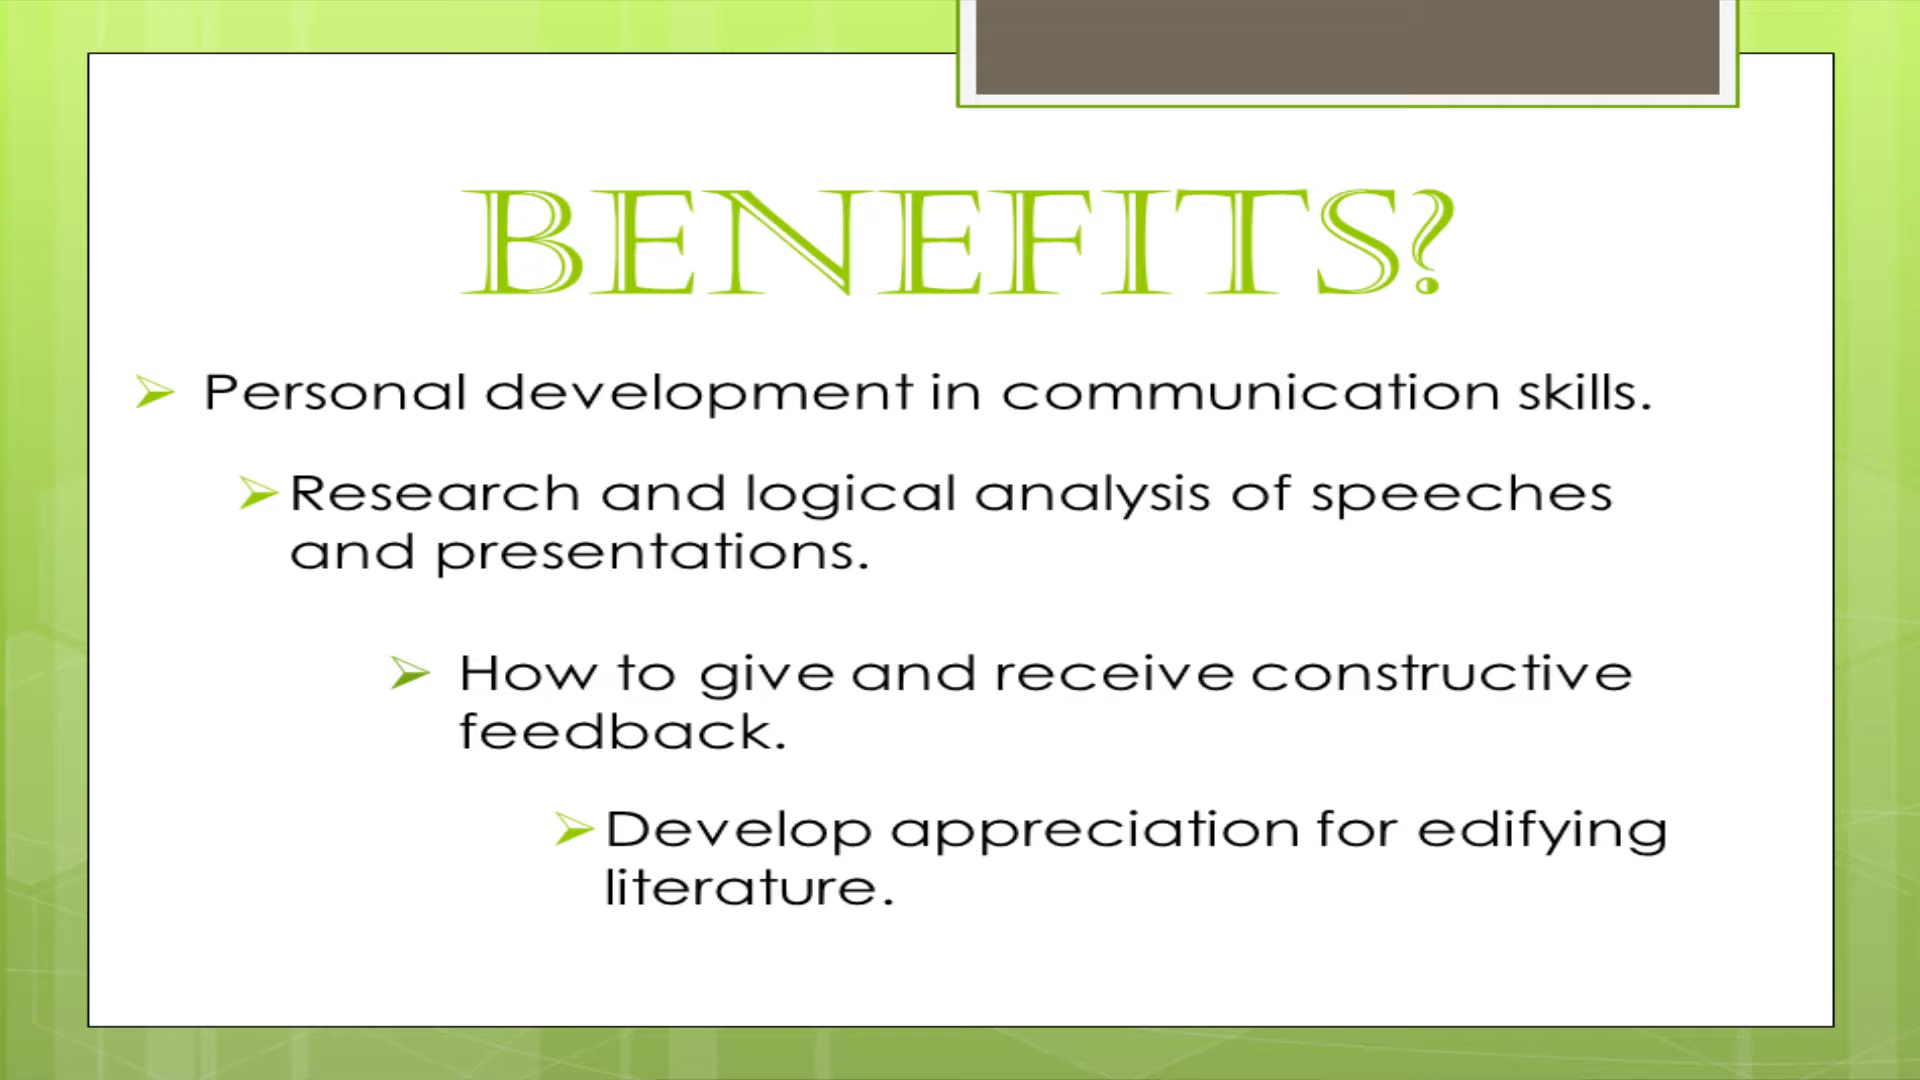 BENEFITS?
➢ Personal development in communication skills.
➢ Research and logical analysis of speeches
and presentations.
➢ How to give and receive constructive
feedback.
➢ Develop appreciation for edifying
literature.